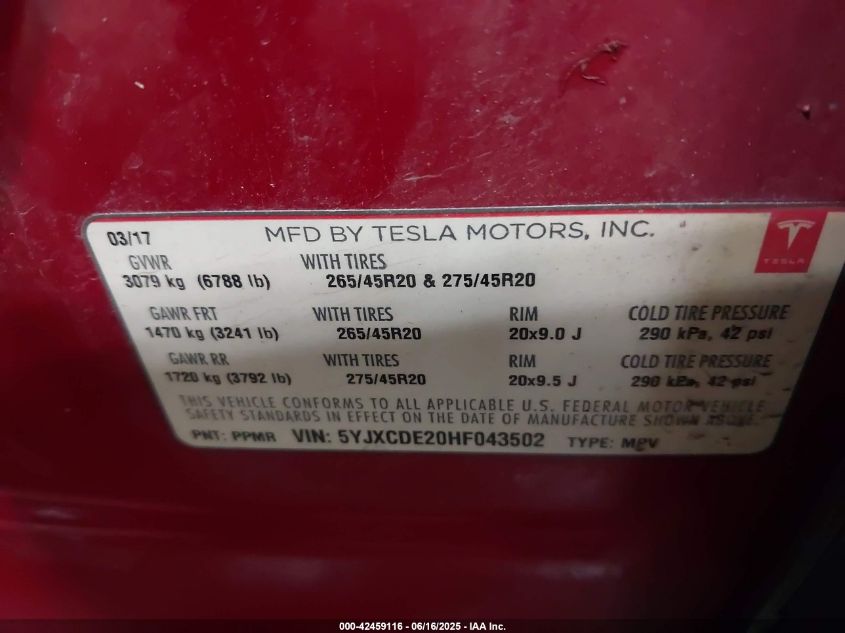 03/17 MFD BY TESLA MOTORS, INC.
TESLA
GVWR WITH TIRES
3079 kg (6788 lb) 265/45R20 & 275/45R20
GAWR FRT WITH TIRES RIM COLD TIRE PRESSURE
1470 kg (3241 lb) 265/45R20 20x9.0 J 290 kPa, 42 psi
GAWR RR WITH TIRES RIM COLD TIRE PRESSURE
1720 kg (3792 lb) 275/45R20 20x9.5 J 290 kPa, 42 psi
THIS VEHICLE CONFORMS TO ALL APPLICABLE U.S. FEDERAL MOTOR VEHICLE
SAFETY STANDARDS IN EFFECT ON THE DATE OF MANUFACTURE SHOWN ABOVE.
PNT: PPMR VIN: 5YJXCDE20HF043502 TYPE: MPV
000-42459116 - 06/16/2025 - IAA Inc.